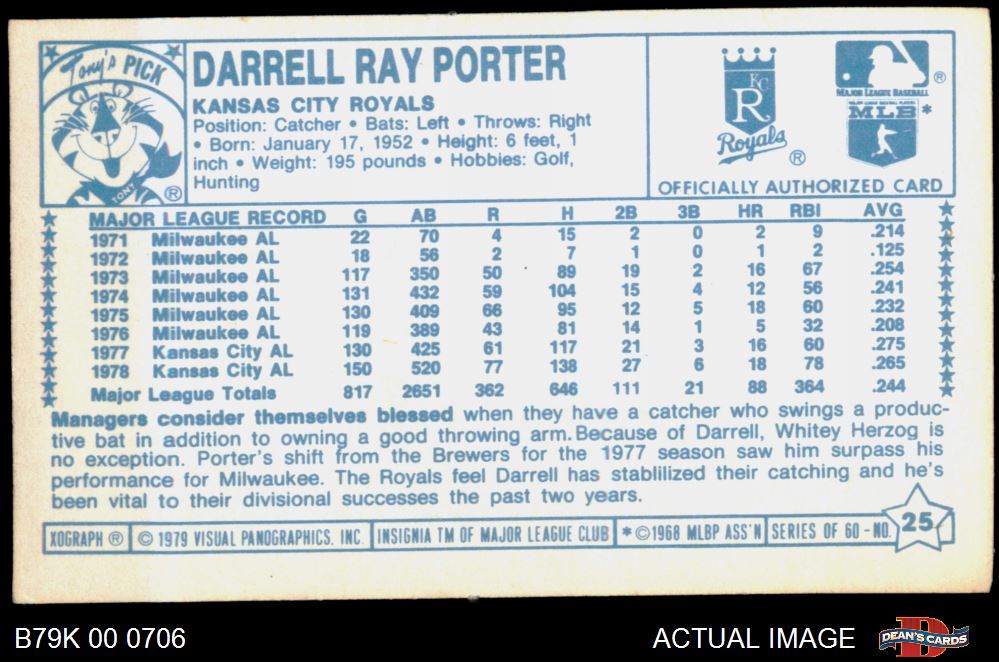 Tony's PICK
TONY
®
DARRELL RAY PORTER
KANSAS CITY ROYALS
Position: Catcher • Bats: Left • Throws: Right
• Born: January 17, 1952 • Height: 6 feet, 1
inch • Weight: 195 pounds • Hobbies: Golf,
Hunting
KC
R
Royals ®
MAJOR LEAGUE BASEBALL ®
MAJOR LEAGUE BASEBALL PLAYERS
MLB *
OFFICIALLY AUTHORIZED CARD
MAJOR LEAGUE RECORD G AB R H 2B 3B HR RBI AVG
1971 Milwaukee AL 22 70 4 15 2 0 2 9 .214
1972 Milwaukee AL 18 56 2 7 1 0 1 2 .125
1973 Milwaukee AL 117 350 50 89 19 2 16 67 .254
1974 Milwaukee AL 131 432 59 104 15 4 12 56 .241
1975 Milwaukee AL 130 409 66 95 12 5 18 60 .232
1976 Milwaukee AL 119 389 43 81 14 1 5 32 .208
1977 Kansas City AL 130 425 61 117 21 3 16 60 .275
1978 Kansas City AL 150 520 77 138 27 6 18 78 .265
Major League Totals 817 2651 362 646 111 21 88 364 .244
Managers consider themselves blessed when they have a catcher who swings a produc-
tive bat in addition to owning a good throwing arm. Because of Darrell, Whitey Herzog is
no exception. Porter's shift from the Brewers for the 1977 season saw him surpass his
performance for Milwaukee. The Royals feel Darrell has stablilized their catching and he's
been vital to their divisional successes the past two years.
XOGRAPH ® © 1979 VISUAL PANOGRAPHICS, INC. INSIGNIA TM OF MAJOR LEAGUE CLUB * ©1968 MLBP ASS'N SERIES OF 60 - NO. 25
B79K 00 0706
ACTUAL IMAGE
DEAN'S CARDS